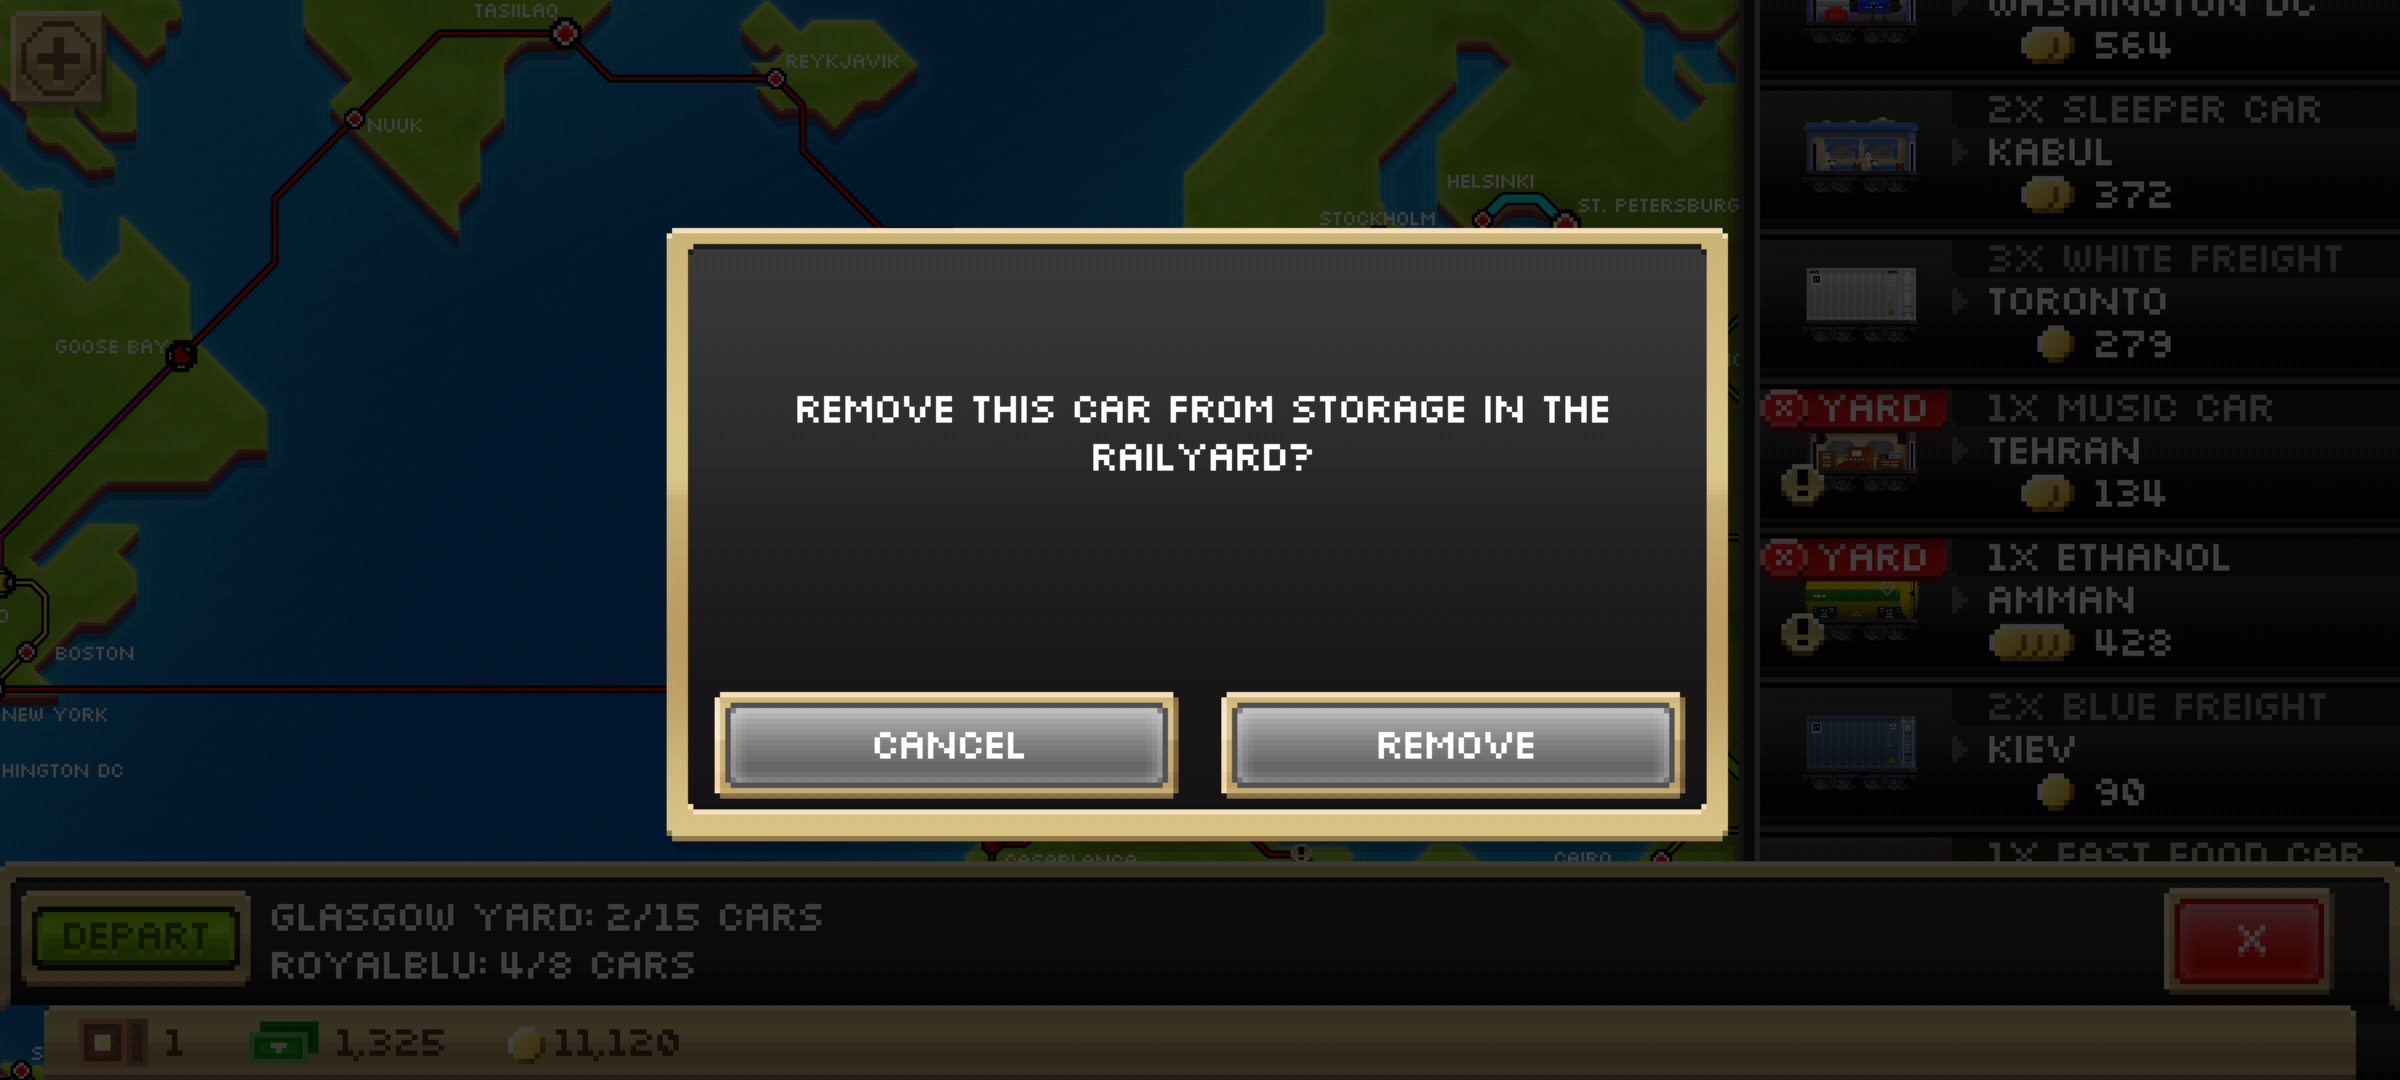 TASIILAQ
REYKJAVIK
NUUK
HELSINKI
ST. PETERSBURG
STOCKHOLM
GOOSE BAY
BOSTON
NEW YORK
HINGTON DC
CASABLANCA
CAIRO
REMOVE THIS CAR FROM STORAGE IN THE
RAILYARD?
CANCEL
REMOVE
WASHINGTON DC
564
2X SLEEPER CAR
KABUL
372
3X WHITE FREIGHT
TORONTO
279
YARD
1X MUSIC CAR
TEHRAN
134
YARD
1X ETHANOL
AMMAN
428
2X BLUE FREIGHT
KIEV
90
1X FAST FOOD CAR
DEPART
GLASGOW YARD: 2/15 CARS
ROYALBLU: 4/8 CARS
X
1
1,325
11,120